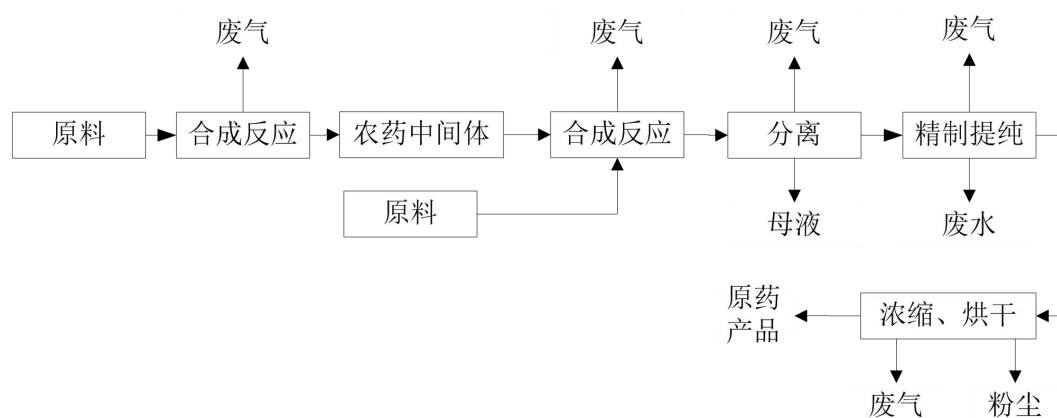 废气
废气
废气
废气
原料
合成反应
农药中间体
合成反应
分离
精制提纯
原料
母液
废水
原药
产品
浓缩、烘干
废气
粉尘